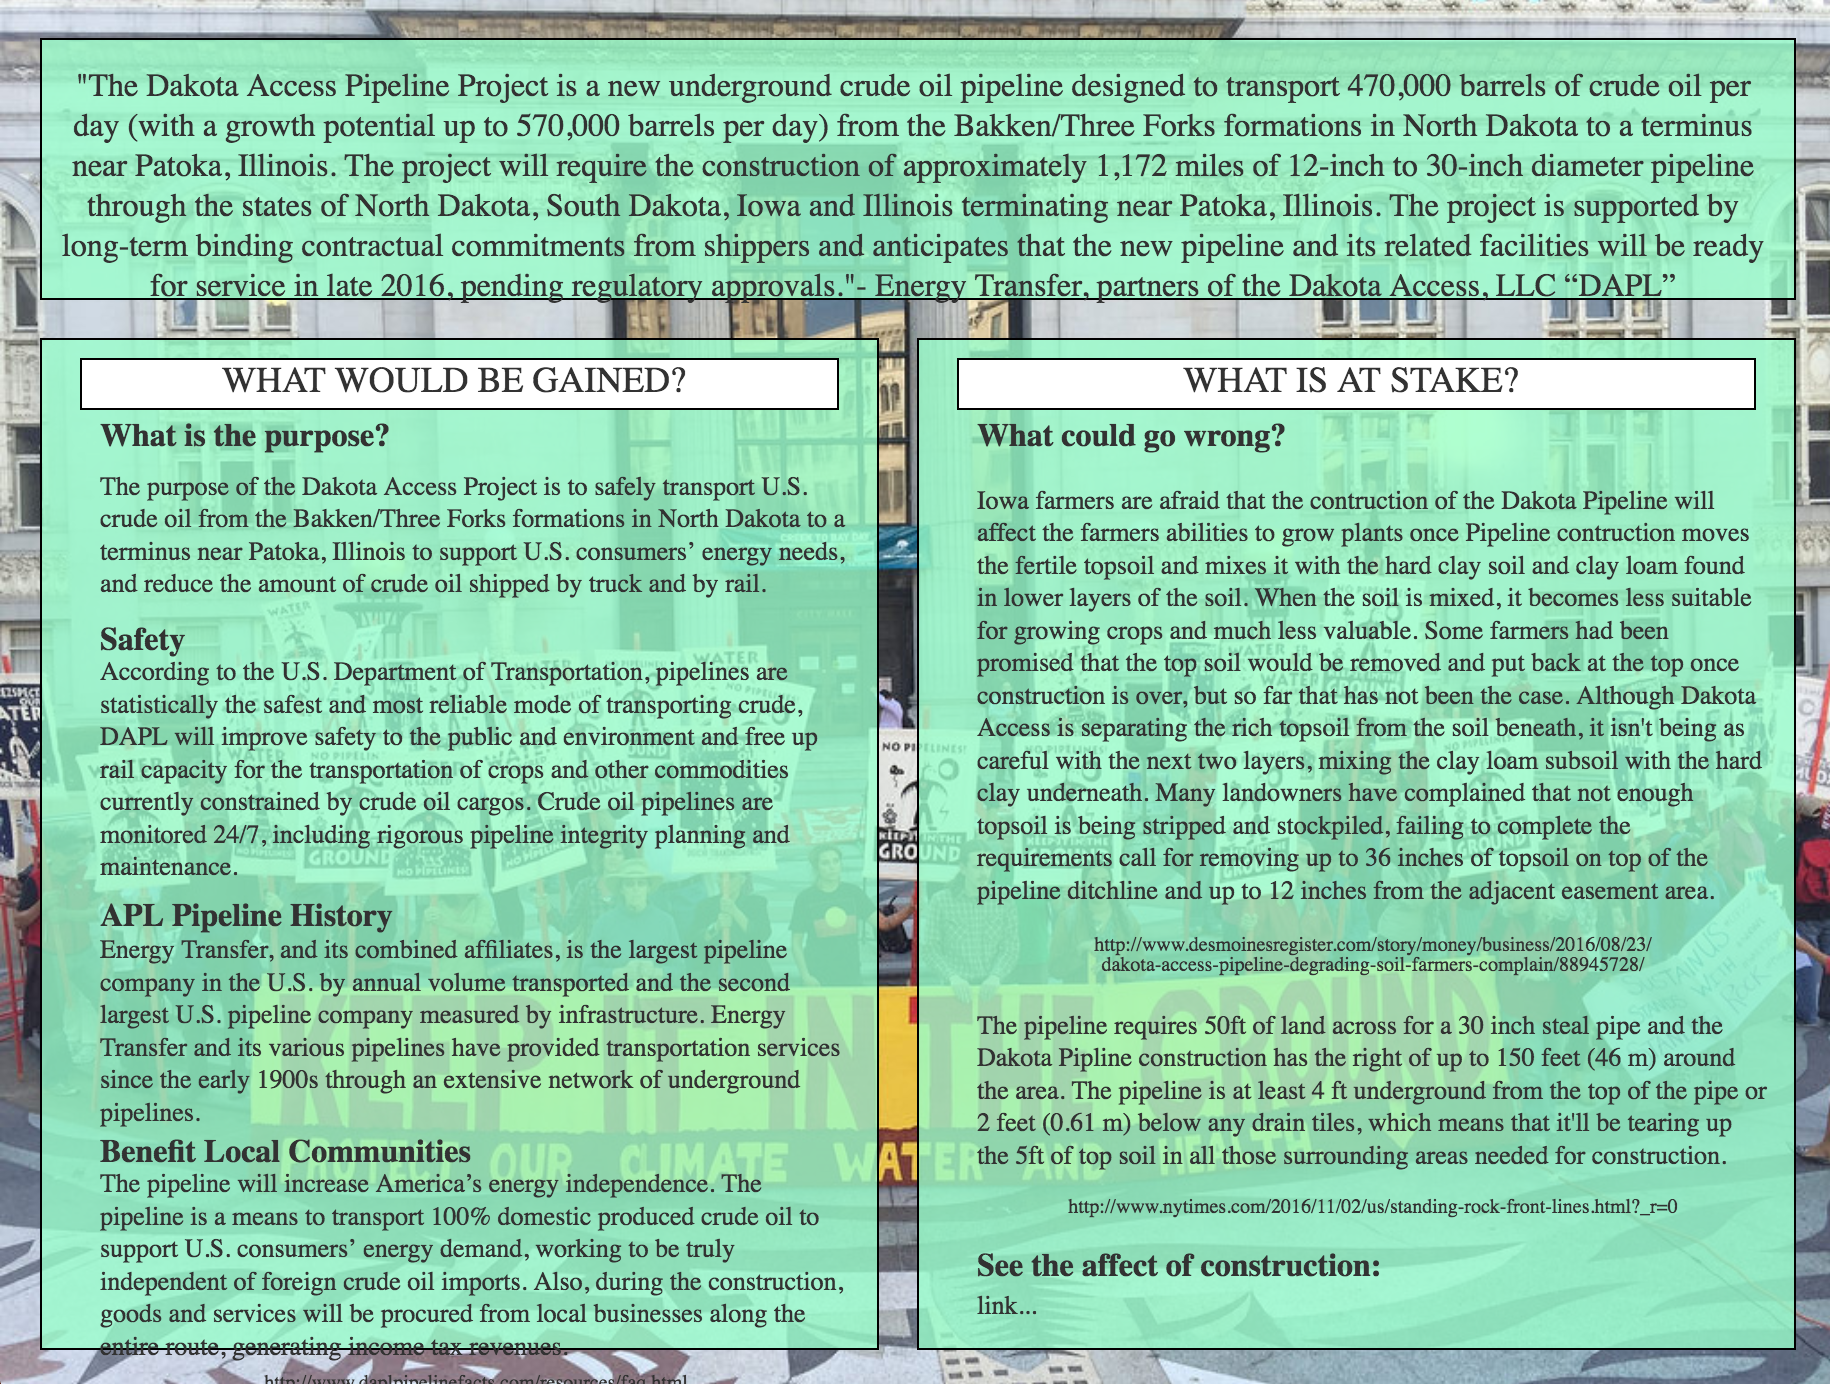 "The Dakota Access Pipeline Project is a new underground crude oil pipeline designed to transport 470,000 barrels of crude oil per
day (with a growth potential up to 570,000 barrels per day) from the Bakken/Three Forks formations in North Dakota to a terminus
near Patoka, Illinois. The project will require the construction of approximately 1,172 miles of 12-inch to 30-inch diameter pipeline
through the states of North Dakota, South Dakota, Iowa and Illinois terminating near Patoka, Illinois. The project is supported by
long-term binding contractual commitments from shippers and anticipates that the new pipeline and its related facilities will be ready
for service in late 2016, pending regulatory approvals."- Energy Transfer, partners of the Dakota Access, LLC “DAPL”
WHAT WOULD BE GAINED?
What is the purpose?
The purpose of the Dakota Access Project is to safely transport U.S.
crude oil from the Bakken/Three Forks formations in North Dakota to a
terminus near Patoka, Illinois to support U.S. consumers’ energy needs,
and reduce the amount of crude oil shipped by truck and by rail.
Safety
According to the U.S. Department of Transportation, pipelines are
statistically the safest and most reliable mode of transporting crude,
DAPL will improve safety to the public and environment and free up
rail capacity for the transportation of crops and other commodities
currently constrained by crude oil cargos. Crude oil pipelines are
monitored 24/7, including rigorous pipeline integrity planning and
maintenance.
APL Pipeline History
Energy Transfer, and its combined affiliates, is the largest pipeline
company in the U.S. by annual volume transported and the second
largest U.S. pipeline company measured by infrastructure. Energy
Transfer and its various pipelines have provided transportation services
since the early 1900s through an extensive network of underground
pipelines.
Benefit Local Communities
The pipeline will increase America’s energy independence. The
pipeline is a means to transport 100% domestic produced crude oil to
support U.S. consumers’ energy demand, working to be truly
independent of foreign crude oil imports. Also, during the construction,
goods and services will be procured from local businesses along the
entire route, generating income tax revenues.
http://www.daplpipelinefacts.com/resources/faq.html
WHAT IS AT STAKE?
What could go wrong?
Iowa farmers are afraid that the contruction of the Dakota Pipeline will
affect the farmers abilities to grow plants once Pipeline contruction moves
the fertile topsoil and mixes it with the hard clay soil and clay loam found
in lower layers of the soil. When the soil is mixed, it becomes less suitable
for growing crops and much less valuable. Some farmers had been
promised that the top soil would be removed and put back at the top once
construction is over, but so far that has not been the case. Although Dakota
Access is separating the rich topsoil from the soil beneath, it isn't being as
careful with the next two layers, mixing the clay loam subsoil with the hard
clay underneath. Many landowners have complained that not enough
topsoil is being stripped and stockpiled, failing to complete the
requirements call for removing up to 36 inches of topsoil on top of the
pipeline ditchline and up to 12 inches from the adjacent easement area.
http://www.desmoinesregister.com/story/money/business/2016/08/23/
dakota-access-pipeline-degrading-soil-farmers-complain/88945728/
The pipeline requires 50ft of land across for a 30 inch steal pipe and the
Dakota Pipline construction has the right of up to 150 feet (46 m) around
the area. The pipeline is at least 4 ft underground from the top of the pipe or
2 feet (0.61 m) below any drain tiles, which means that it'll be tearing up
the 5ft of top soil in all those surrounding areas needed for construction.
http://www.nytimes.com/2016/11/02/us/standing-rock-front-lines.html?_r=0
See the affect of construction:
link...
NO PIPELINES!
KEEP IT IN THE
GROUND
KEEP IT IN THE GROUND
PROTECT OUR CLIMATE WATER AND HEALTH